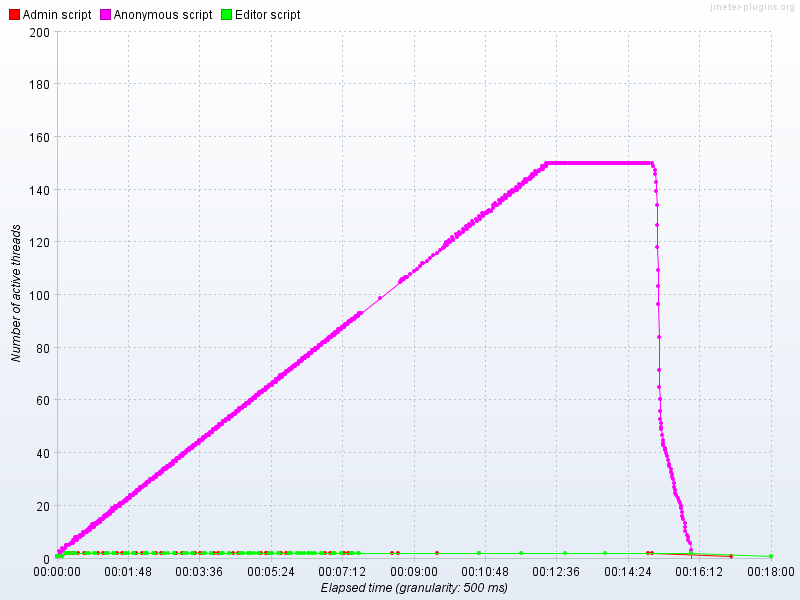 jmeter-plugins.org
Admin script Anonymous script Editor script
200
180
160
140
120
100
80
60
40
20
0
Number of active threads
00:00:00 00:01:48 00:03:36 00:05:24 00:07:12 00:09:00 00:10:48 00:12:36 00:14:24 00:16:12 00:18:00
Elapsed time (granularity: 500 ms)